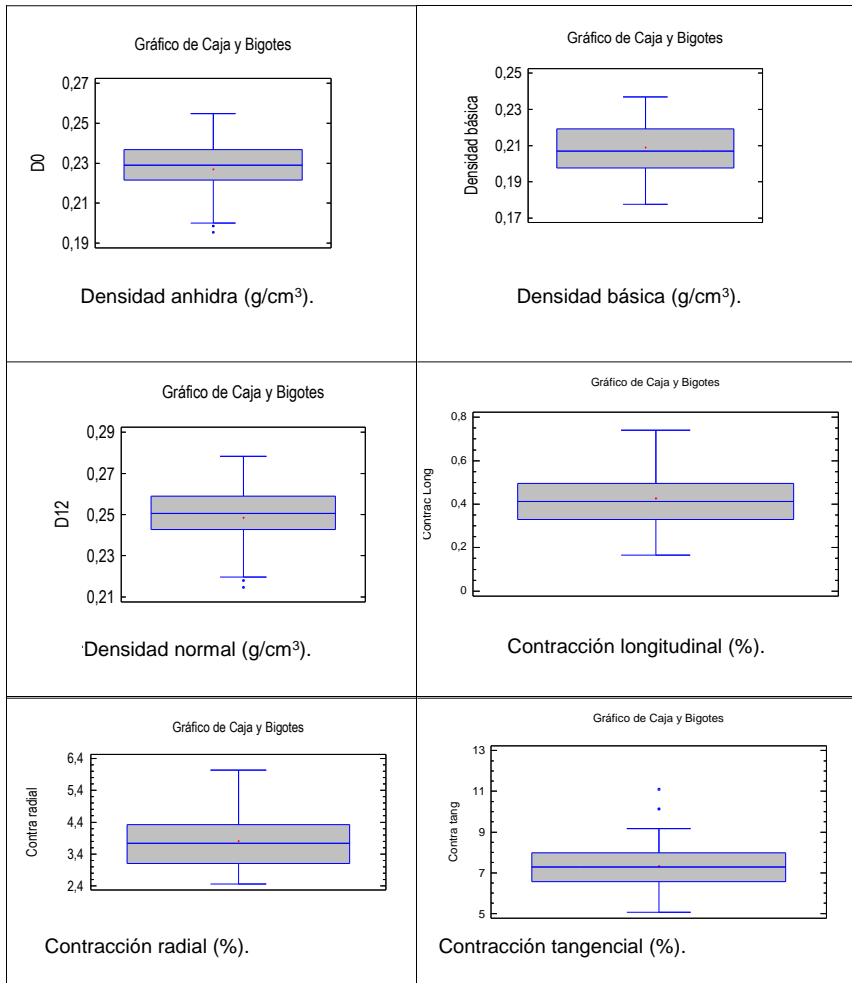 Gráfico de Caja y Bigotes
0,27
0,25
0,23
0,21
0,19
D0
Densidad anhidra (g/cm³).
Gráfico de Caja y Bigotes
0,25
0,23
0,21
0,19
0,17
Densidad básica
Densidad básica (g/cm³).
Gráfico de Caja y Bigotes
0,29
0,27
0,25
0,23
0,21
D12
Densidad normal (g/cm³).
Gráfico de Caja y Bigotes
0,8
0,6
0,4
0,2
0
Contrac Long
Contracción longitudinal (%).
Gráfico de Caja y Bigotes
6,4
5,4
4,4
3,4
2,4
Contra radial
Contracción radial (%).
Gráfico de Caja y Bigotes
13
11
9
7
5
Contra tang
Contracción tangencial (%).